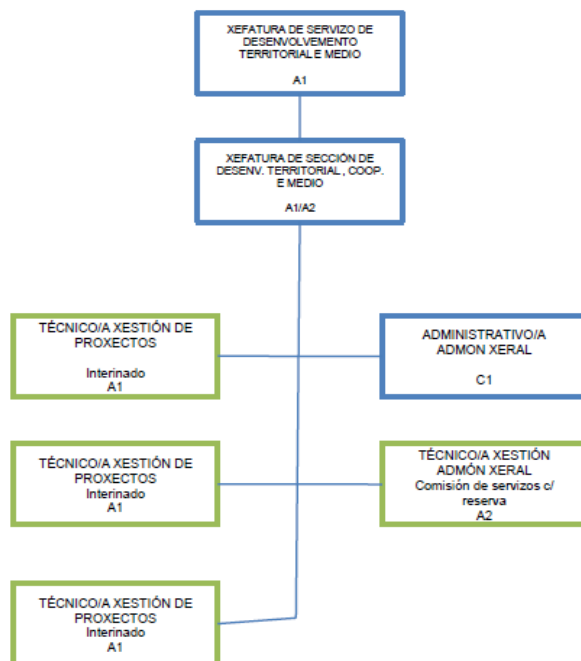 XEFATURA DE SERVIZO DE
DESENVOLVEMENTO
TERRITORIAL E MEDIO
A1
XEFATURA DE SECCIÓN DE
DESENV. TERRITORIAL , COOP.
E MEDIO
A1/A2
TÉCNICO/A XESTIÓN DE
PROXECTOS
Interinado
A1
ADMINISTRATIVO/A
ADMON XERAL
C1
TÉCNICO/A XESTIÓN DE
PROXECTOS
Interinado
A1
TÉCNICO/A XESTIÓN
ADMÓN XERAL
Comisión de servizos c/
reserva
A2
TÉCNICO/A XESTIÓN DE
PROXECTOS
Interinado
A1